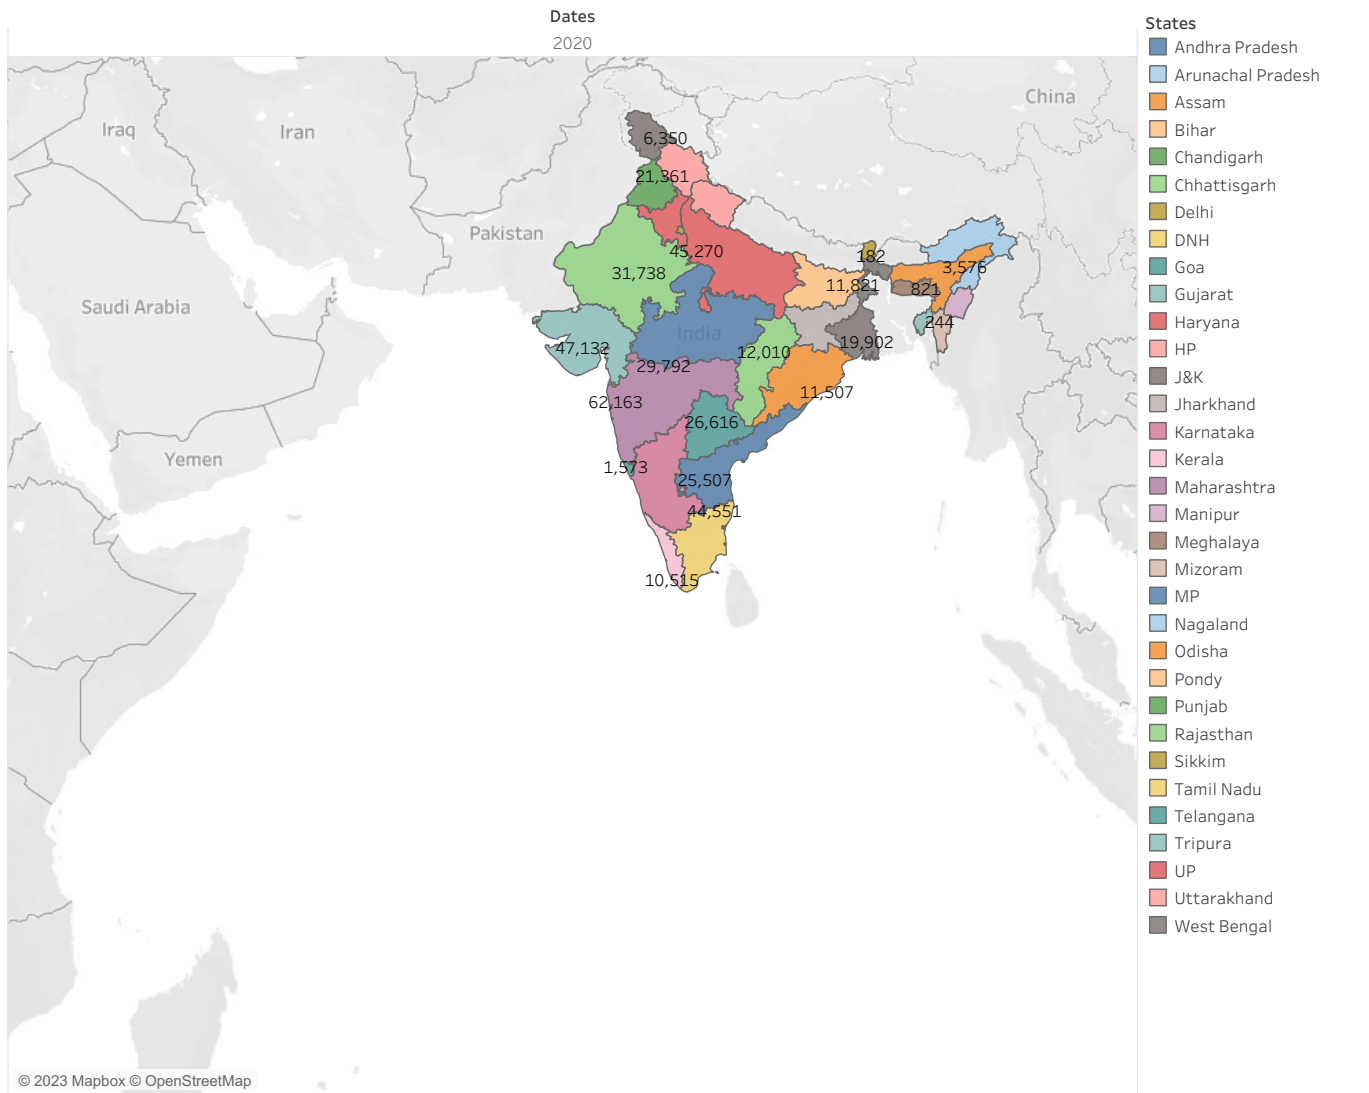 Dates
2020
States
Andhra Pradesh
Arunachal Pradesh
Assam
Bihar
Chandigarh
Chhattisgarh
Delhi
DNH
Goa
Gujarat
Haryana
HP
J&K
Jharkhand
Karnataka
Kerala
Maharashtra
Manipur
Meghalaya
Mizoram
MP
Nagaland
Odisha
Pondy
Punjab
Rajasthan
Sikkim
Tamil Nadu
Telangana
Tripura
UP
Uttarakhand
West Bengal
China
Iraq
Iran
6,350
21,361
Pakistan
45,270
182
3,576
31,738
11,821
821
Saudi Arabia
244
India
19,902
47,132
12,010
29,792
11,507
62,163
26,616
Yemen
1,573
25,507
44,551
10,515
© 2023 Mapbox © OpenStreetMap